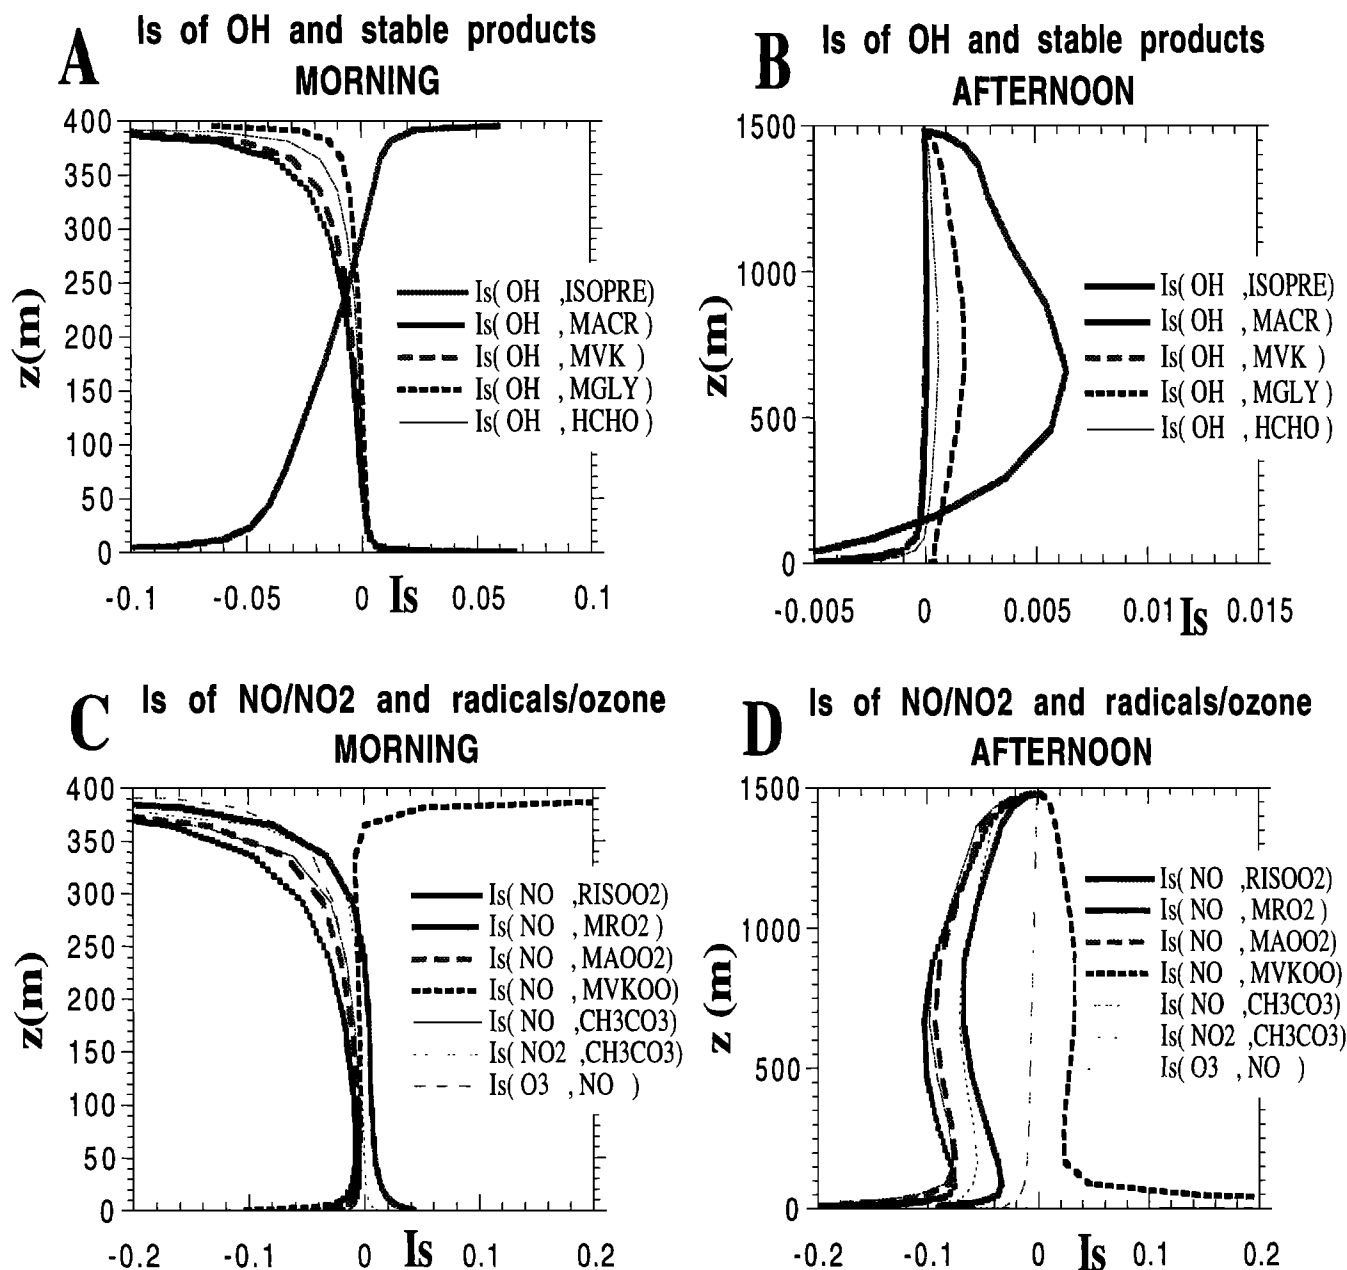 A Is of OH and stable products
MORNING
400
350
300
250
200
150
100
50
0
z(m)
-0.1 -0.05 0 Is 0.05 0.1
Is( OH ,ISOPRE)
Is( OH , MACR )
Is( OH , MVK )
Is( OH , MGLY )
Is( OH , HCHO )
B Is of OH and stable products
AFTERNOON
1500
1000
500
0
z(m)
-0.005 0 0.005 0.01 Is 0.015
Is( OH ,ISOPRE)
Is( OH , MACR )
Is( OH , MVK )
Is( OH , MGLY )
Is( OH , HCHO )
C Is of NO/NO2 and radicals/ozone
MORNING
400
350
300
250
200
150
100
50
0
z(m)
-0.2 -0.1 0 Is 0.1 0.2
Is( NO ,RISOO2)
Is( NO , MRO2 )
Is( NO , MAOO2)
Is( NO , MVKOO)
Is( NO ,CH3CO3)
Is( NO2 ,CH3CO3)
Is( O3 , NO )
D Is of NO/NO2 and radicals/ozone
AFTERNOON
1500
1000
500
0
z (m)
-0.2 -0.1 0 Is 0.1 0.2
Is( NO ,RISOO2)
Is( NO , MRO2 )
Is( NO , MAOO2)
Is( NO , MVKOO)
Is( NO ,CH3CO3)
Is( NO2 ,CH3CO3)
Is( O3 , NO )